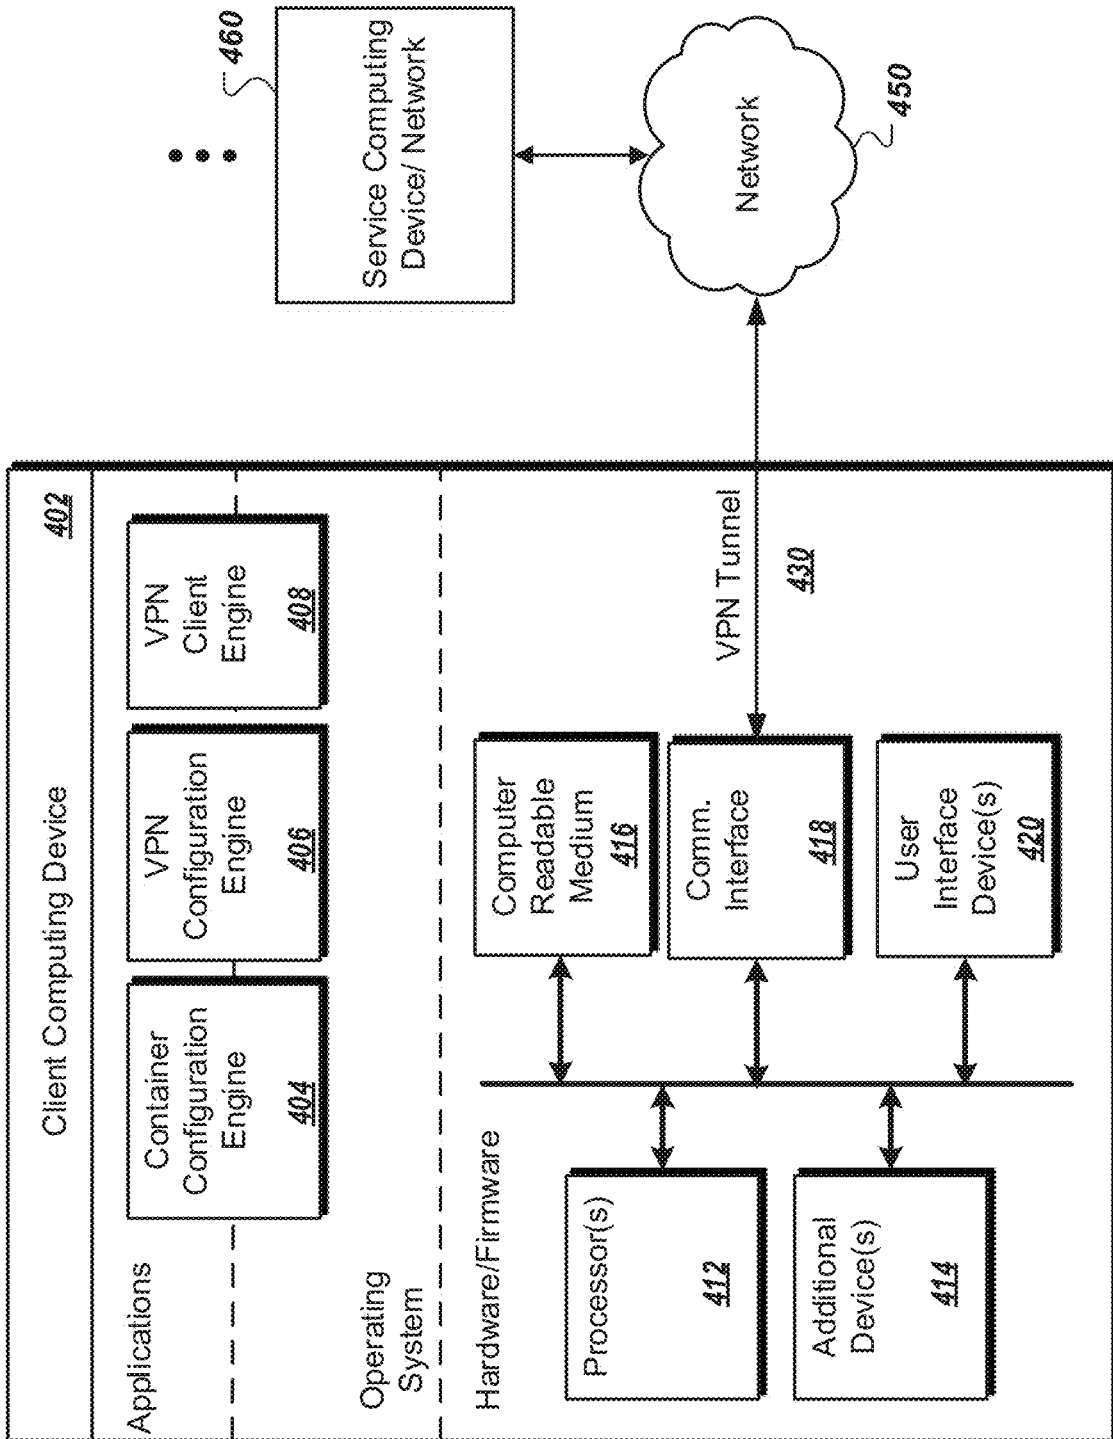 Client Computing Device
402
Applications
Container
Configuration
Engine
404
VPN
Configuration
Engine
406
VPN
Client
Engine
408
Operating
System
Hardware/Firmware
Processor(s)
412
Additional
Device(s)
414
Computer
Readable
Medium
416
Comm.
Interface
418
User
Interface
Device(s)
420
VPN Tunnel
430
460
Service Computing
Device/ Network
Network
450